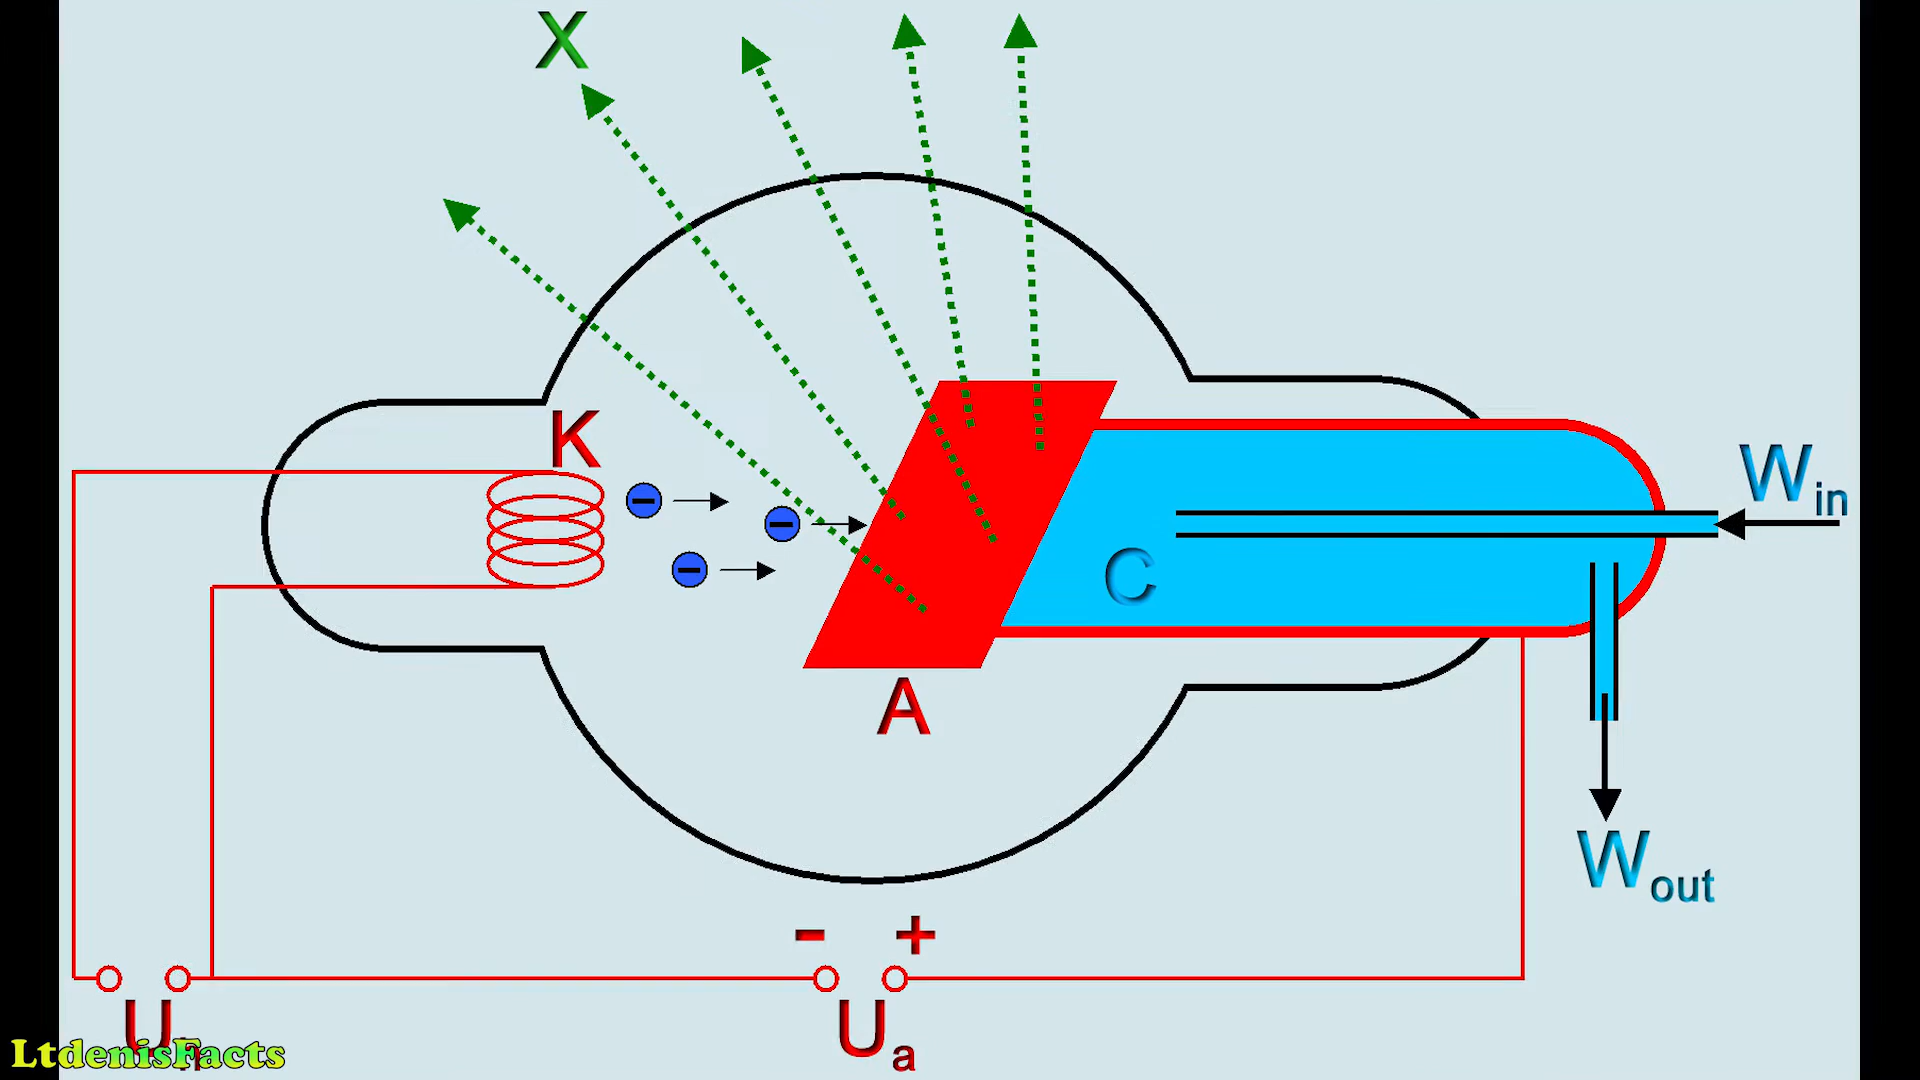 X
K
W in
C
A
W out
- +
U h
U a
LtdenisFacts